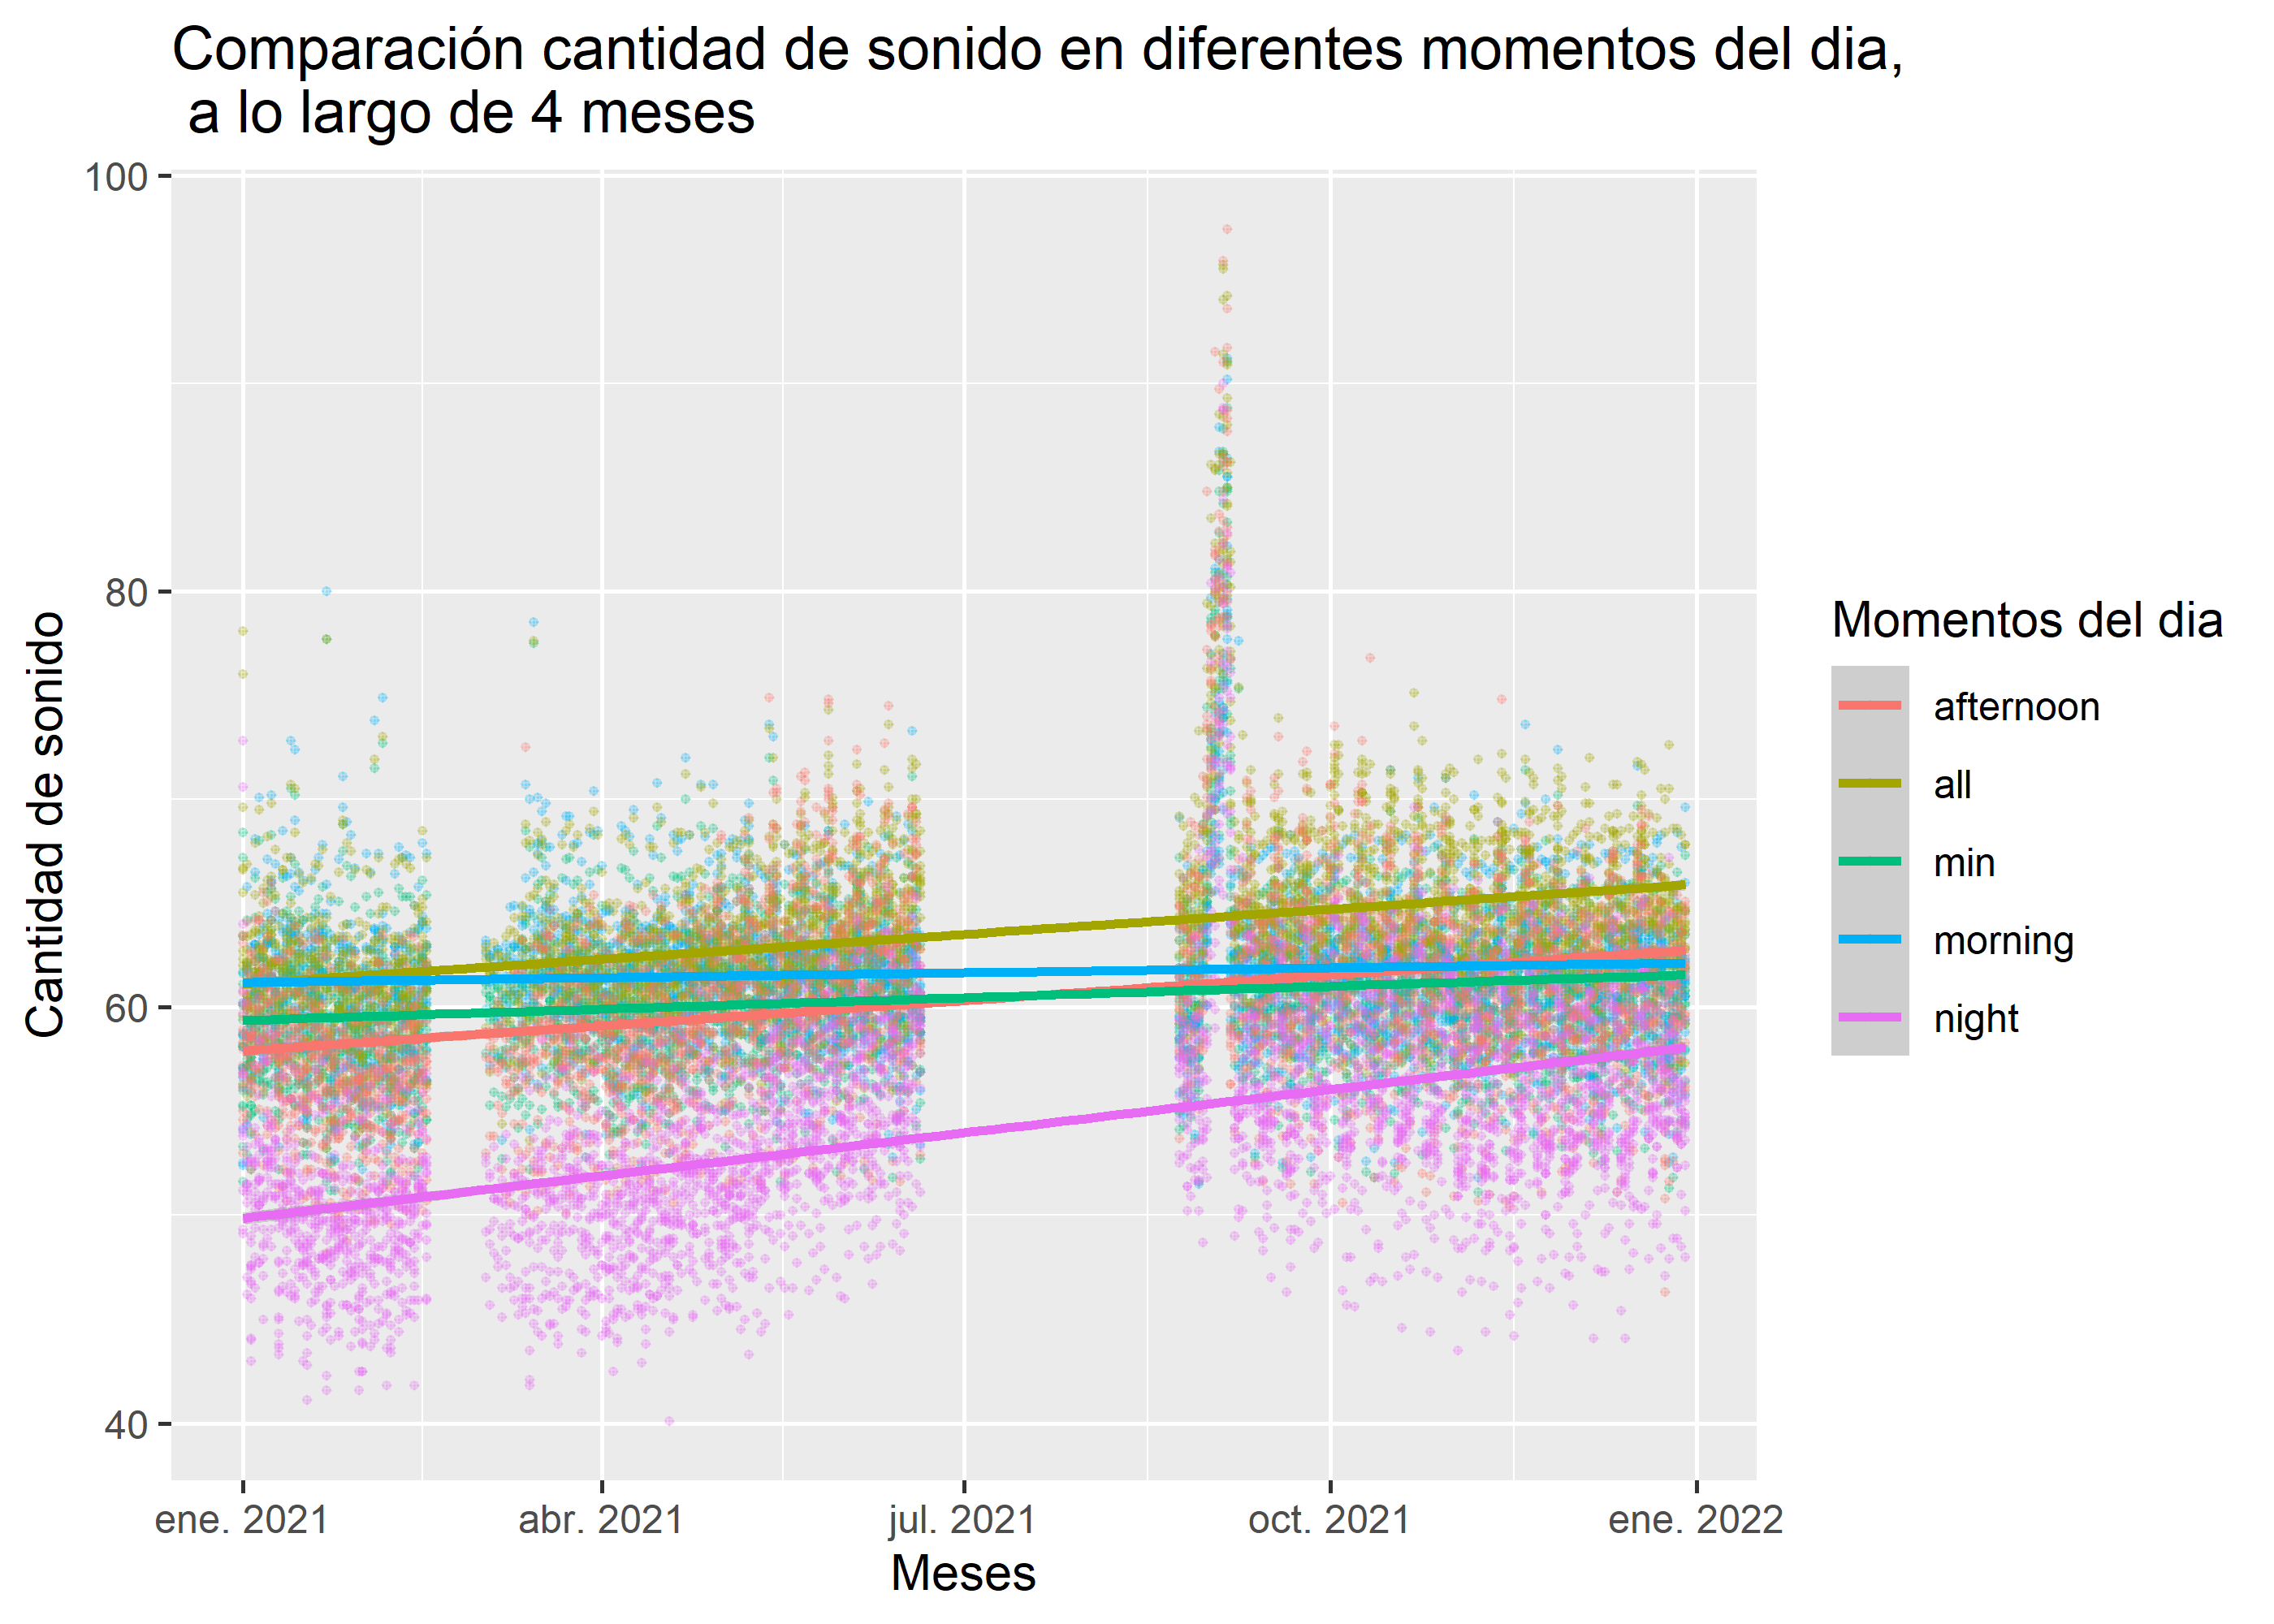 Comparación cantidad de sonido en diferentes momentos del dia,
a lo largo de 4 meses
Cantidad de sonido
100
80
60
40
ene. 2021
abr. 2021
jul. 2021
oct. 2021
ene. 2022
Meses
Momentos del dia
afternoon
all
min
morning
night